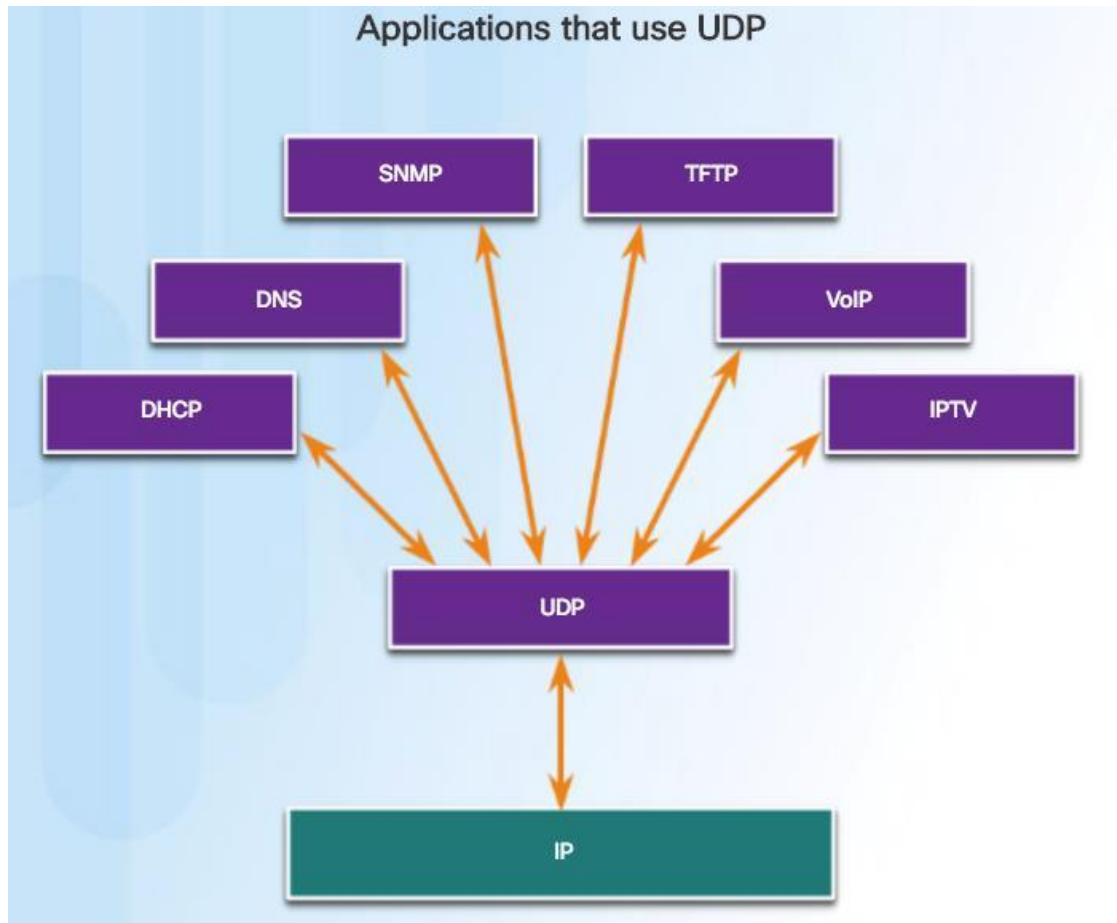 Applications that use UDP
SNMP
TFTP
DNS
VoIP
DHCP
IPTV
UDP
IP